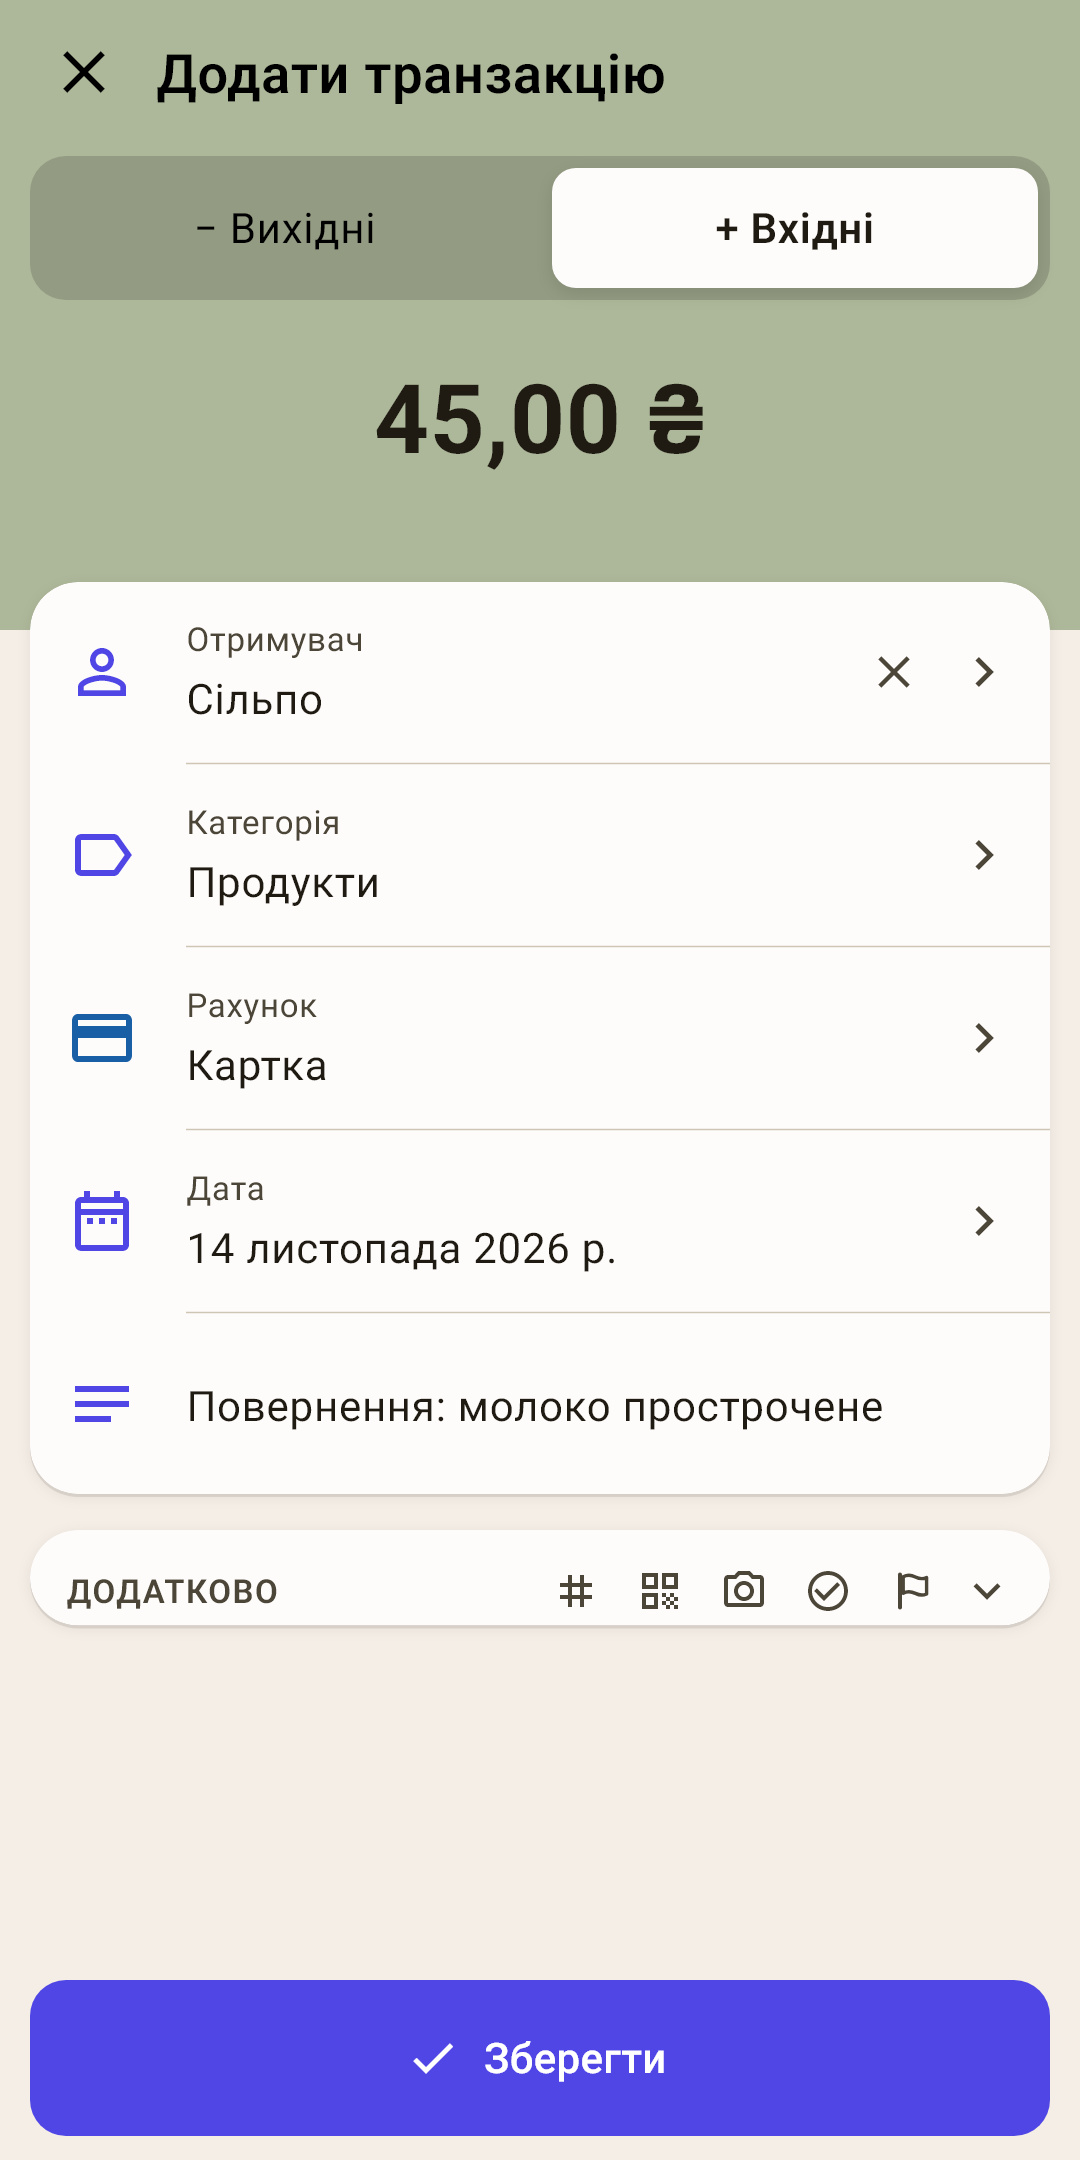 Додати транзакцію
− Вихідні
+ Вхідні
45,00 ₴
Отримувач
Сільпо
Категорія
Продукти
Рахунок
Картка
Дата
14 листопада 2026 р.
Повернення: молоко прострочене
ДОДАТКОВО
Зберегти